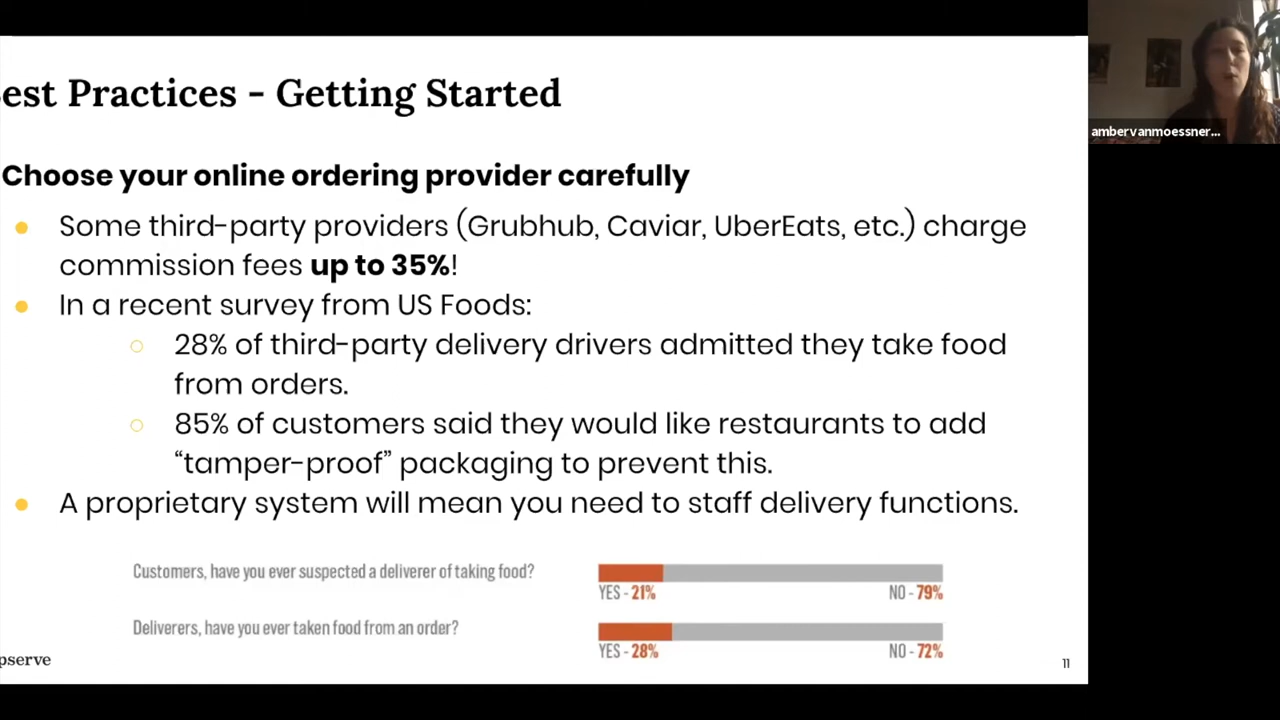 est Practices - Getting Started
ambervanmoessner...
Choose your online ordering provider carefully
• Some third-party providers (Grubhub, Caviar, UberEats, etc.) charge
commission fees up to 35%!
• In a recent survey from US Foods:
○ 28% of third-party delivery drivers admitted they take food
from orders.
○ 85% of customers said they would like restaurants to add
“tamper-proof” packaging to prevent this.
• A proprietary system will mean you need to staff delivery functions.
Customers, have you ever suspected a deliverer of taking food?
YES - 21% NO - 79%
Deliverers, have you ever taken food from an order?
YES - 28% NO - 72%
pserve
11